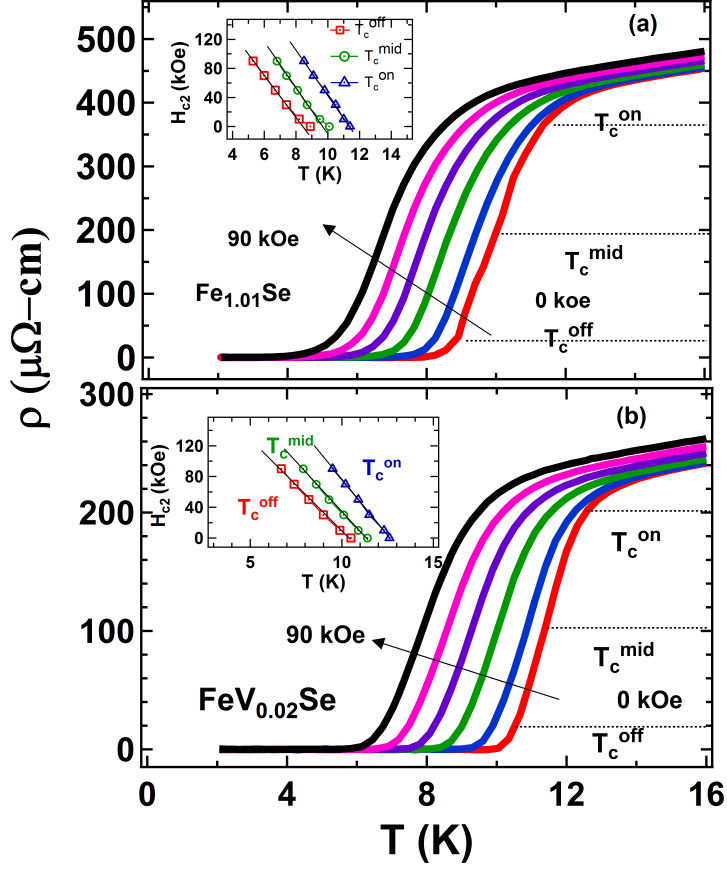 (a)
500
400
300
200
100
0
120
80
40
0
H_c2 (kOe)
4 6 8 10 12 14
T (K)
T_c^off
T_c^mid
T_c^on
T_c^on
90 kOe
T_c^mid
Fe_1.01Se
0 koe
T_c^off
ρ (μΩ−cm)
(b)
300
200
100
0
120
80
40
0
H_c2 (kOe)
5 10 15
T (K)
T_c^mid
T_c^on
T_c^off
T_c^on
90 kOe
T_c^mid
FeV_0.02Se
0 kOe
T_c^off
0 4 8 12 16
T (K)